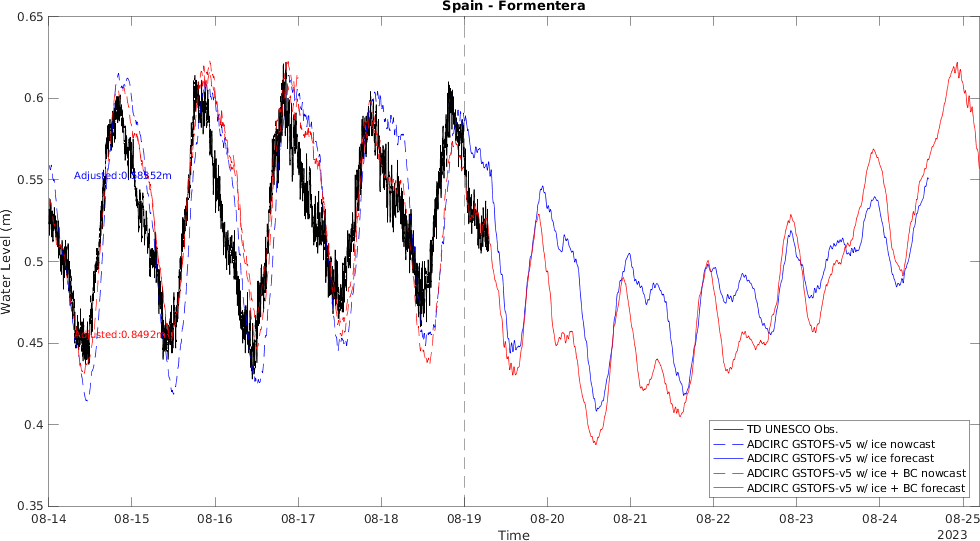 Spain - Formentera
Water Level (m)
0.65
0.6
0.55
0.5
0.45
0.4
0.35
Adjusted:0.68552m
Adjusted:0.8492m
TD UNESCO Obs.
ADCIRC GSTOFS-v5 w/ ice nowcast
ADCIRC GSTOFS-v5 w/ ice forecast
ADCIRC GSTOFS-v5 w/ ice + BC nowcast
ADCIRC GSTOFS-v5 w/ ice + BC forecast
08-14 08-15 08-16 08-17 08-18 08-19 08-20 08-21 08-22 08-23 08-24 08-25
Time
2023